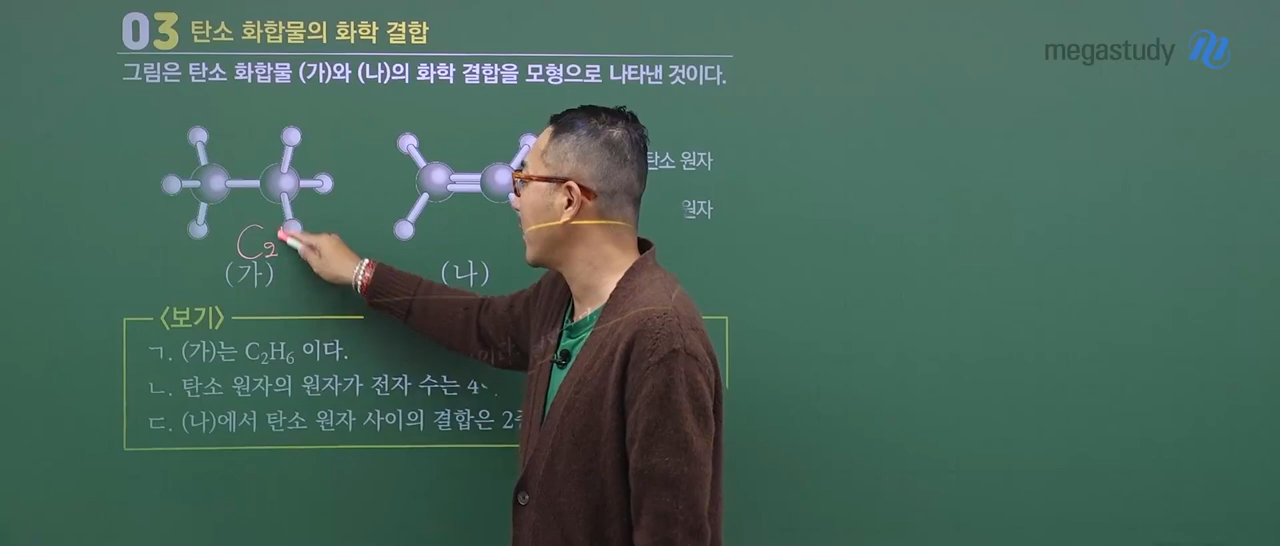 03 탄소 화합물의 화학 결합
megastudy
그림은 탄소 화합물 (가)와 (나)의 화학 결합을 모형으로 나타낸 것이다.
탄소 원자
원자
C₂
(가)
(나)
〈보기〉
ㄱ. (가)는 C₂H₆ 이다.
ㄴ. 탄소 원자의 원자가 전자 수는 4
ㄷ. (나)에서 탄소 원자 사이의 결합은 2